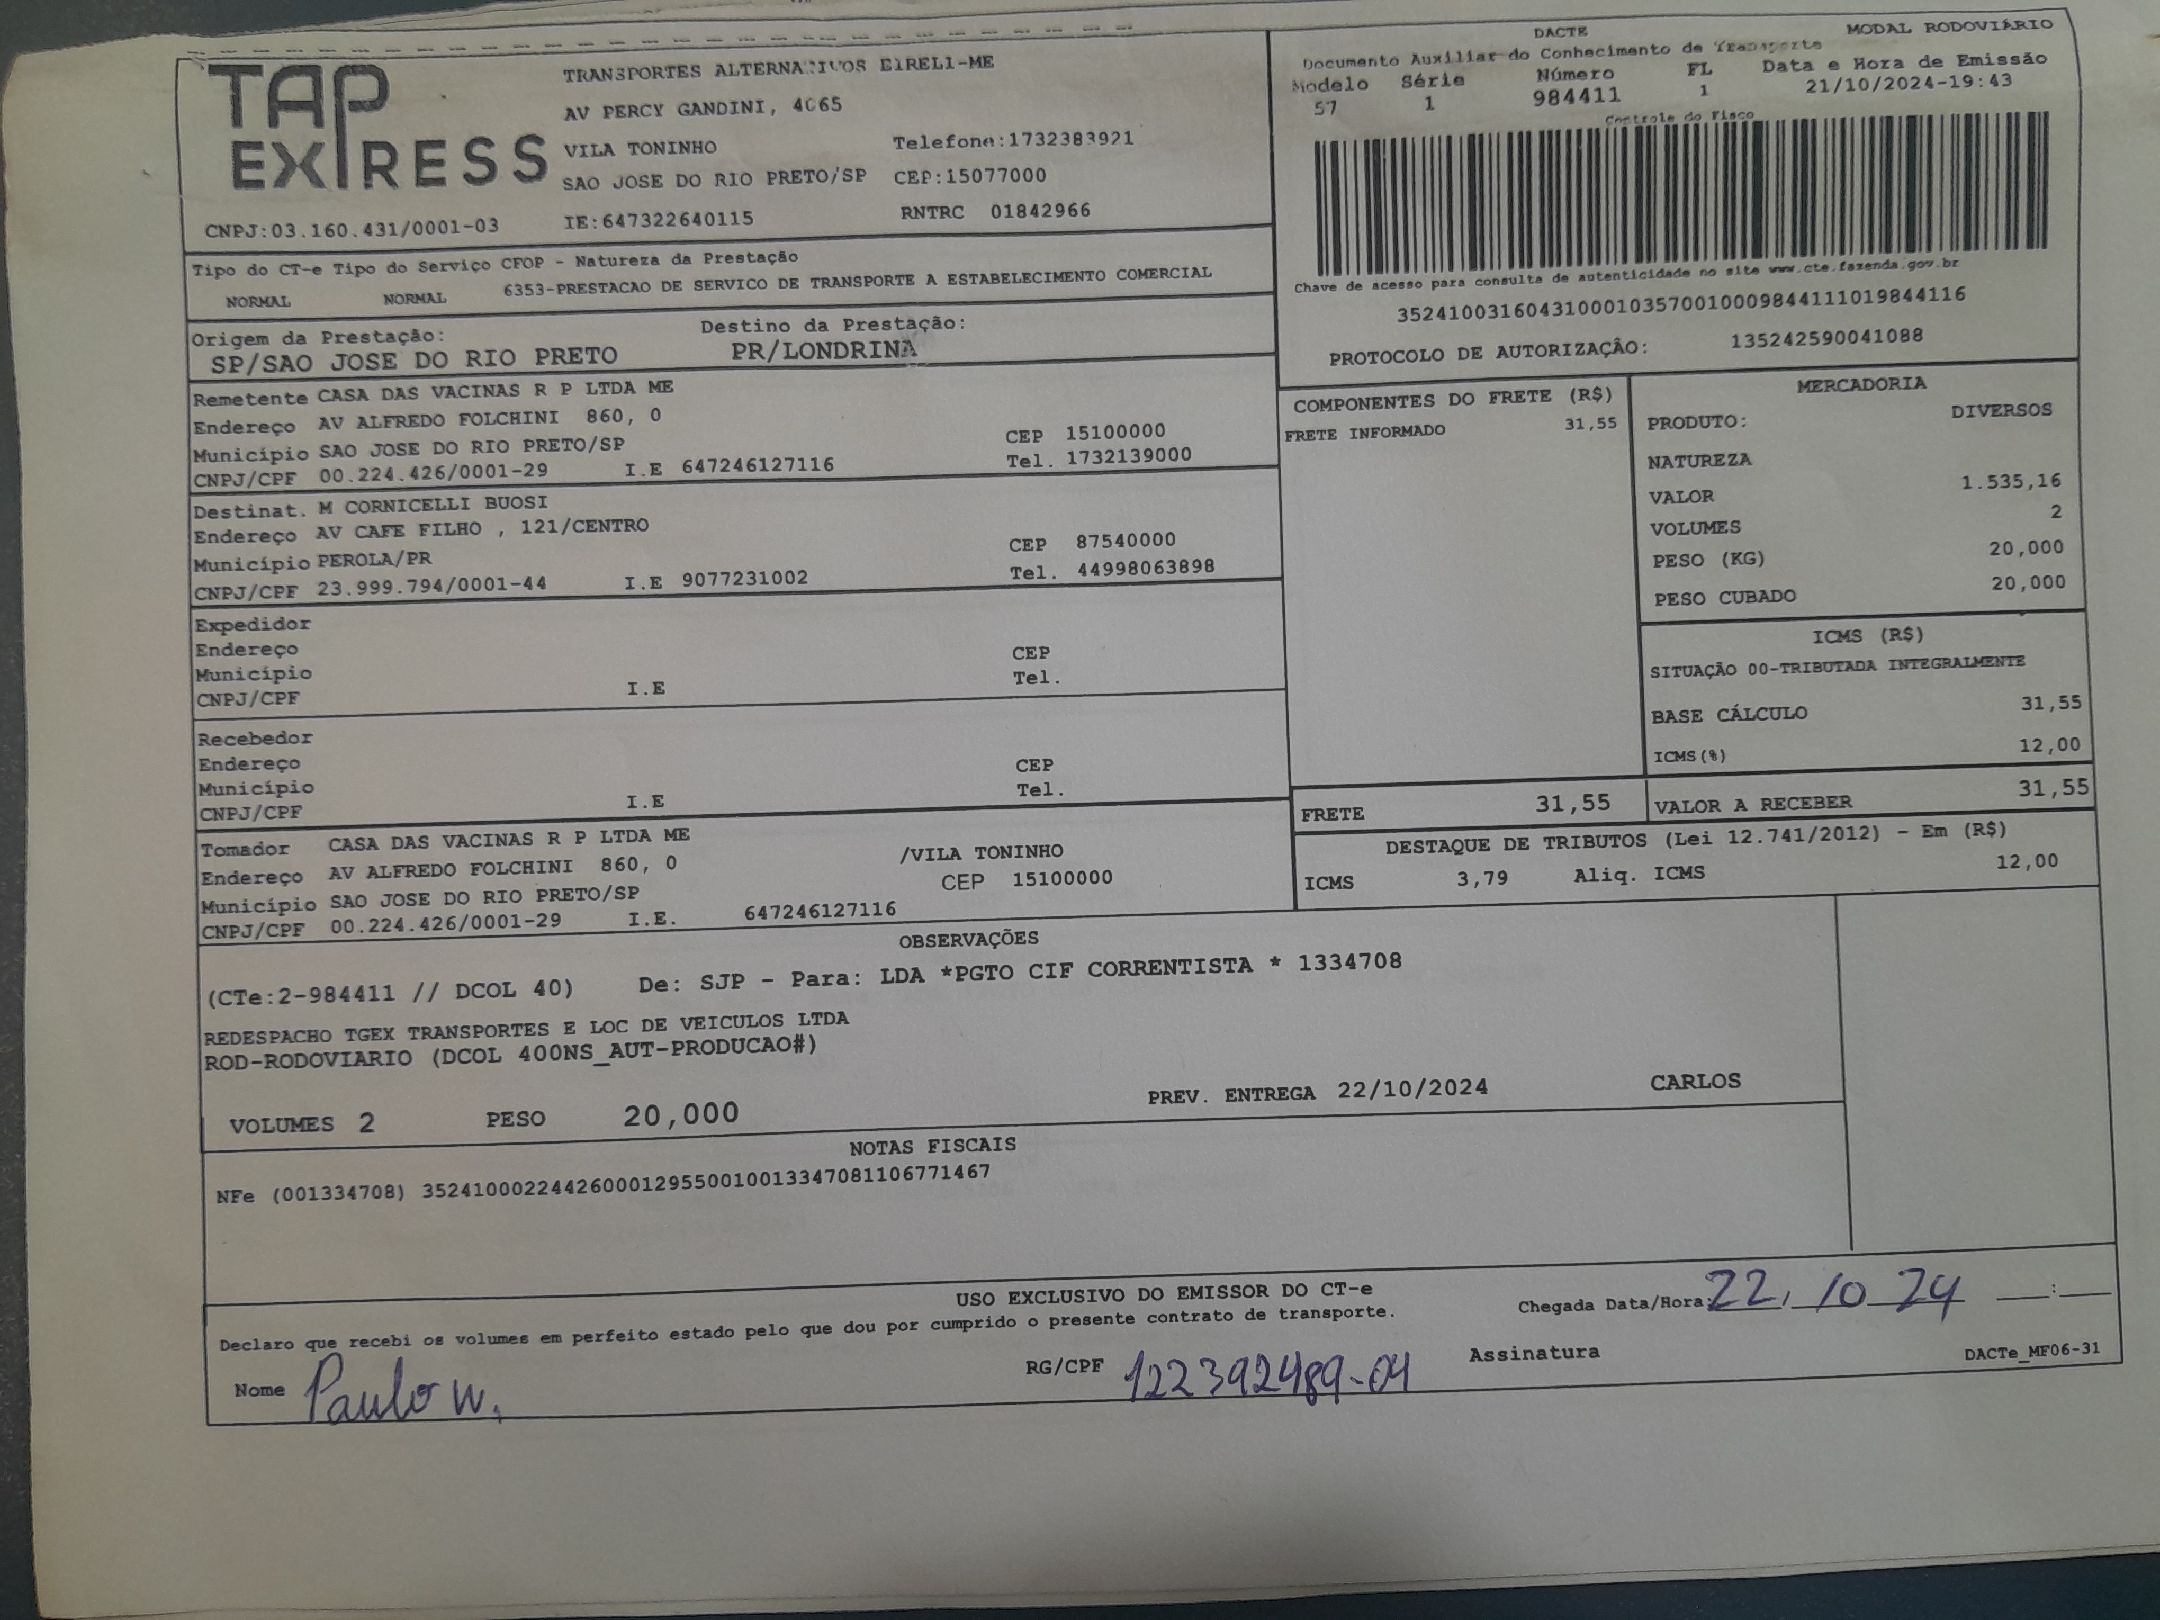 TAP EXPRESS
TRANSPORTES ALTERNATIVOS EIRELI-ME
AV PERCY GANDINI, 4065
VILA TONINHO Telefone:1732383921
SAO JOSE DO RIO PRETO/SP CEP:15077000
CNPJ:03.160.431/0001-03 IE:647322640115 RNTRC 01842966
DACTE MODAL RODOVIÁRIO
Documento Auxiliar do Conhecimento de Transporte
Modelo Série Número FL Data e Hora de Emissão
57 1 984411 1 21/10/2024-19:43
Controle do Fisco
Chave de acesso para consulta de autenticidade no site www.cte.fazenda.gov.br
35241003160431000103570010009844111019844116
PROTOCOLO DE AUTORIZAÇÃO: 135242590041088
Tipo do CT-e Tipo do Serviço CFOP - Natureza da Prestação
NORMAL NORMAL 6353-PRESTACAO DE SERVICO DE TRANSPORTE A ESTABELECIMENTO COMERCIAL
Origem da Prestação: Destino da Prestação:
SP/SAO JOSE DO RIO PRETO PR/LONDRINA
Remetente CASA DAS VACINAS R P LTDA ME
Endereço AV ALFREDO FOLCHINI 860, 0
Município SAO JOSE DO RIO PRETO/SP CEP 15100000
CNPJ/CPF 00.224.426/0001-29 I.E 647246127116 Tel. 1732139000
Destinat. M CORNICELLI BUOSI
Endereço AV CAFE FILHO , 121/CENTRO
Município PEROLA/PR CEP 87540000
CNPJ/CPF 23.999.794/0001-44 I.E 9077231002 Tel. 44998063898
Expedidor
Endereço
Município CEP
CNPJ/CPF I.E Tel.
Recebedor
Endereço
Município CEP
CNPJ/CPF I.E Tel.
Tomador CASA DAS VACINAS R P LTDA ME
Endereço AV ALFREDO FOLCHINI 860, 0 /VILA TONINHO
Município SAO JOSE DO RIO PRETO/SP CEP 15100000
CNPJ/CPF 00.224.426/0001-29 I.E. 647246127116
COMPONENTES DO FRETE (R$)
FRETE INFORMADO 31,55
MERCADORIA
PRODUTO: DIVERSOS
NATUREZA
VALOR 1.535,16
VOLUMES 2
PESO (KG) 20,000
PESO CUBADO 20,000
ICMS (R$)
SITUAÇÃO 00-TRIBUTADA INTEGRALMENTE
BASE CÁLCULO 31,55
ICMS(%) 12,00
FRETE 31,55 VALOR A RECEBER 31,55
DESTAQUE DE TRIBUTOS (Lei 12.741/2012) - Em (R$)
ICMS 3,79 Aliq. ICMS 12,00
OBSERVAÇÕES
(CTe:2-984411 // DCOL 40) De: SJP - Para: LDA *PGTO CIF CORRENTISTA * 1334708
REDESPACHO TGEX TRANSPORTES E LOC DE VEICULOS LTDA
ROD-RODOVIARIO (DCOL 400NS_AUT-PRODUCAO#)
VOLUMES 2 PESO 20,000 PREV. ENTREGA 22/10/2024 CARLOS
NOTAS FISCAIS
NFe (001334708) 35241000224426000129550010013347081106771467
USO EXCLUSIVO DO EMISSOR DO CT-e
Declaro que recebi os volumes em perfeito estado pelo que dou por cumprido o presente contrato de transporte.
Chegada Data/Hora: 22, 10 24 __:__
Nome Paulo W. RG/CPF 122392489-04 Assinatura
DACTe_MF06-31